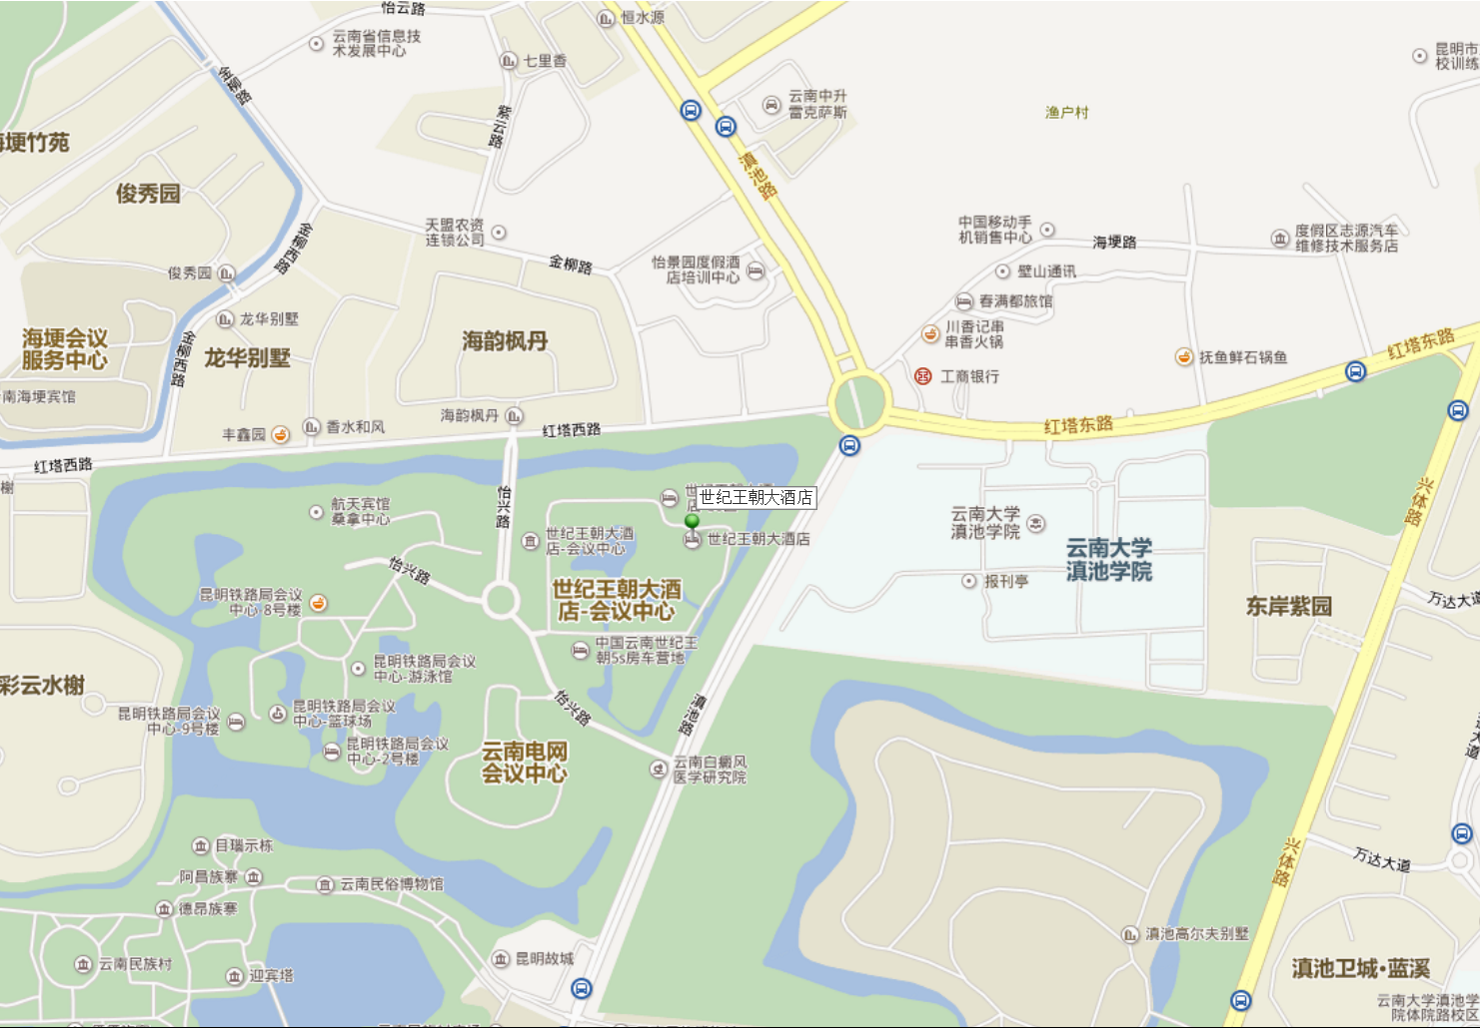 怡云路
恒水源
云南省信息技
术发展中心
七里香
昆明市
校训练
金柳路
紫云路
云南中升
雷克萨斯
渔户村
海埂竹苑
滇池路
俊秀园
天盟农资
连锁公司
中国移动手
机销售中心
海埂路
度假区志源汽车
维修技术服务店
金柳西路
金柳路
怡景园度假酒
店培训中心
俊秀园
壁山通讯
春满都旅馆
龙华别墅
川香记串
串香火锅
海埂会议
服务中心
金柳西路
龙华别墅
海韵枫丹
红塔东路
抚鱼鲜石锅鱼
工商银行
南海埂宾馆
海韵枫丹
丰鑫园
香水和风
红塔西路
红塔东路
红塔西路
榭
怡兴路
世纪王朝大酒店
兴体路
航天宾馆
桑拿中心
云南大学
滇池学院
世纪王朝大酒
店-会议中心
世纪王朝大酒店
云南大学
滇池学院
怡兴路
报刊亭
世纪王朝大酒
店-会议中心
昆明铁路局会议
中心 8号楼
东岸紫园
万达大道
中国云南世纪王
朝5s房车营地
昆明铁路局会议
中心-游泳馆
彩云水榭
怡兴路
滇池路
昆明铁路局会议
中心-9号楼
昆明铁路局会议
中心-篮球场
昆明铁路局会议
中心-2号楼
云南电网
会议中心
云南白癜风
医学研究院
大道
目瑙示栋
兴体路
万达大道
阿昌族寨
云南民俗博物馆
德昂族寨
滇池高尔夫别墅
云南民族村
迎宾塔
昆明故城
滇池卫城·蓝溪
云南大学滇池学
院体院路校区